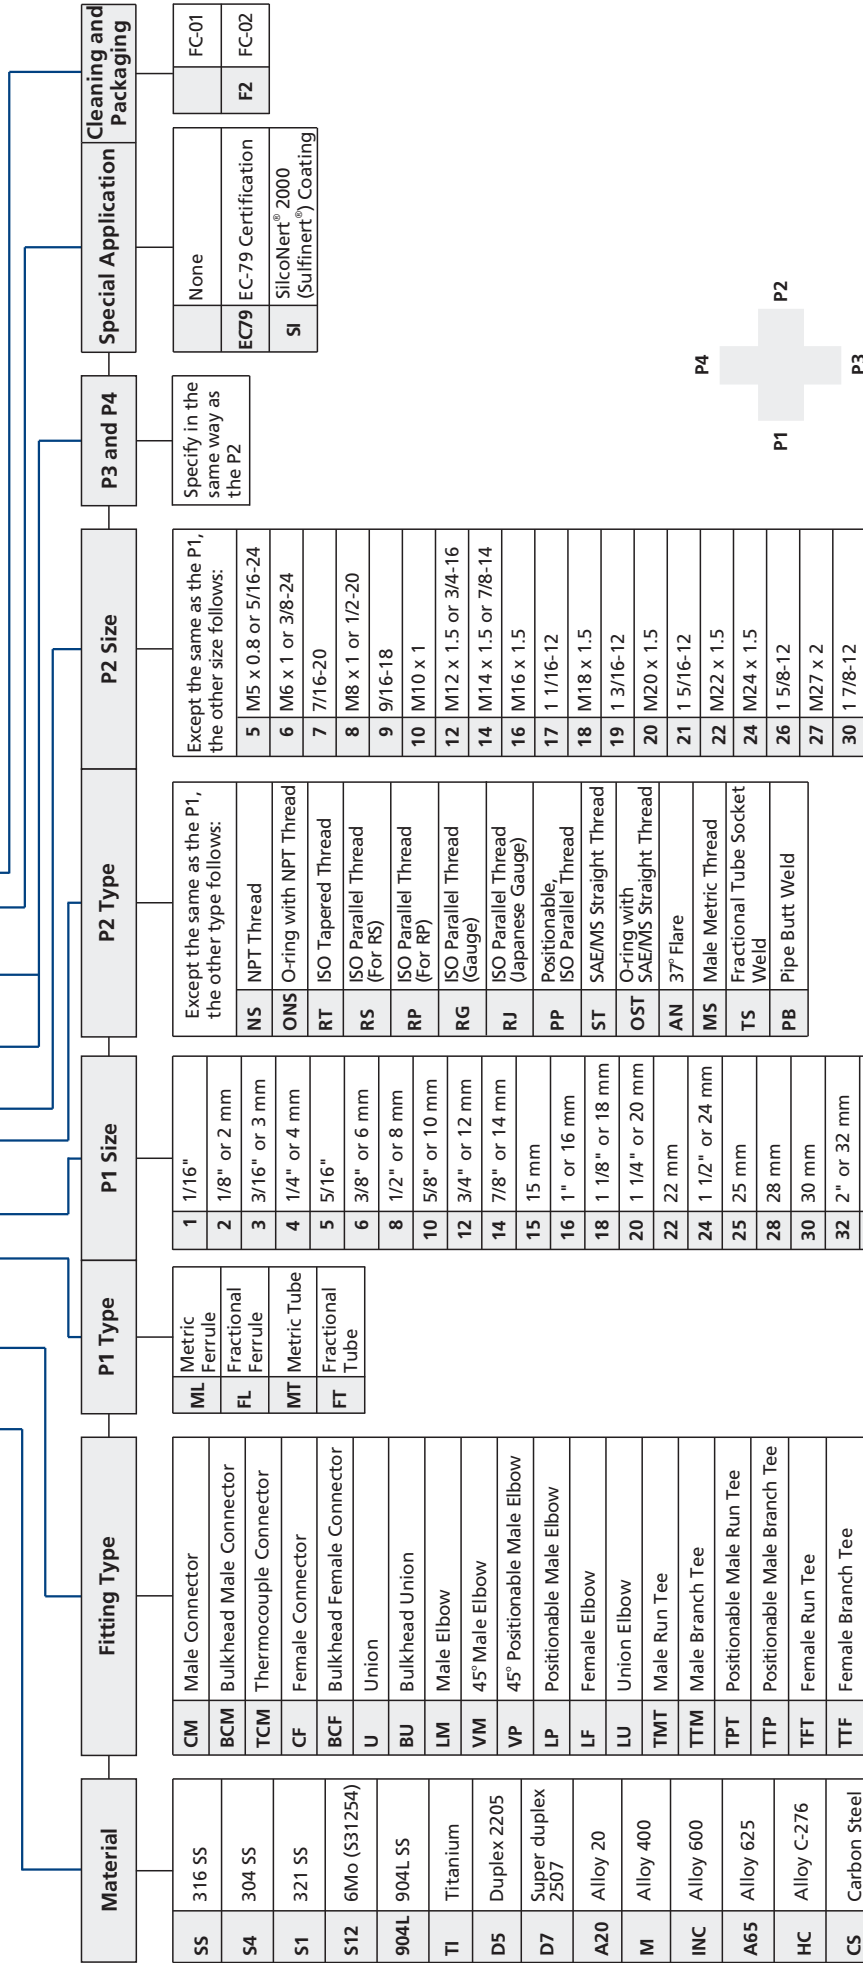 Material
SS 316 SS
S4 304 SS
S1 321 SS
S12 6Mo (S31254)
904L 904L SS
TI Titanium
D5 Duplex 2205
D7 Super duplex
2507
A20 Alloy 20
M Alloy 400
INC Alloy 600
A65 Alloy 625
HC Alloy C-276
CS Carbon Steel
Fitting Type
CM Male Connector
BCM Bulkhead Male Connector
TCM Thermocouple Connector
CF Female Connector
BCF Bulkhead Female Connector
U Union
BU Bulkhead Union
LM Male Elbow
VM 45° Male Elbow
VP 45° Positionable Male Elbow
LP Positionable Male Elbow
LF Female Elbow
LU Union Elbow
TMT Male Run Tee
TTM Male Branch Tee
TPT Positionable Male Run Tee
TTP Positionable Male Branch Tee
TFT Female Run Tee
TTF Female Branch Tee
P1 Type
ML Metric
Ferrule
FL Fractional
Ferrule
MT Metric Tube
FT Fractional
Tube
P1 Size
1 1/16"
2 1/8" or 2 mm
3 3/16" or 3 mm
4 1/4" or 4 mm
5 5/16"
6 3/8" or 6 mm
8 1/2" or 8 mm
10 5/8" or 10 mm
12 3/4" or 12 mm
14 7/8" or 14 mm
15 15 mm
16 1" or 16 mm
18 1 1/8" or 18 mm
20 1 1/4" or 20 mm
22 22 mm
24 1 1/2" or 24 mm
25 25 mm
28 28 mm
30 30 mm
32 2" or 32 mm
P2 Type
Except the same as the P1,
the other type follows:
NS NPT Thread
ONS O-ring with NPT Thread
RT ISO Tapered Thread
RS ISO Parallel Thread
(For RS)
RP ISO Parallel Thread
(For RP)
RG ISO Parallel Thread
(Gauge)
RJ ISO Parallel Thread
(Japanese Gauge)
PP Positionable,
ISO Parallel Thread
ST SAE/MS Straight Thread
OST O-ring with
SAE/MS Straight Thread
AN 37° Flare
MS Male Metric Thread
TS Fractional Tube Socket
Weld
PB Pipe Butt Weld
P2 Size
Except the same as the P1,
the other size follows:
5 M5 x 0.8 or 5/16-24
6 M6 x 1 or 3/8-24
7 7/16-20
8 M8 x 1 or 1/2-20
9 9/16-18
10 M10 x 1
12 M12 x 1.5 or 3/4-16
14 M14 x 1.5 or 7/8-14
16 M16 x 1.5
17 1 1/16-12
18 M18 x 1.5
19 1 3/16-12
20 M20 x 1.5
21 1 5/16-12
22 M22 x 1.5
24 M24 x 1.5
26 1 5/8-12
27 M27 x 2
30 1 7/8-12
P3 and P4
Specify in the
same way as
the P2
Special Application
None
EC79 EC-79 Certification
SI SilcoNert® 2000
(Sulfinert®) Coating
Cleaning and
Packaging
FC-01
F2 FC-02
P4
P1
P2
P3